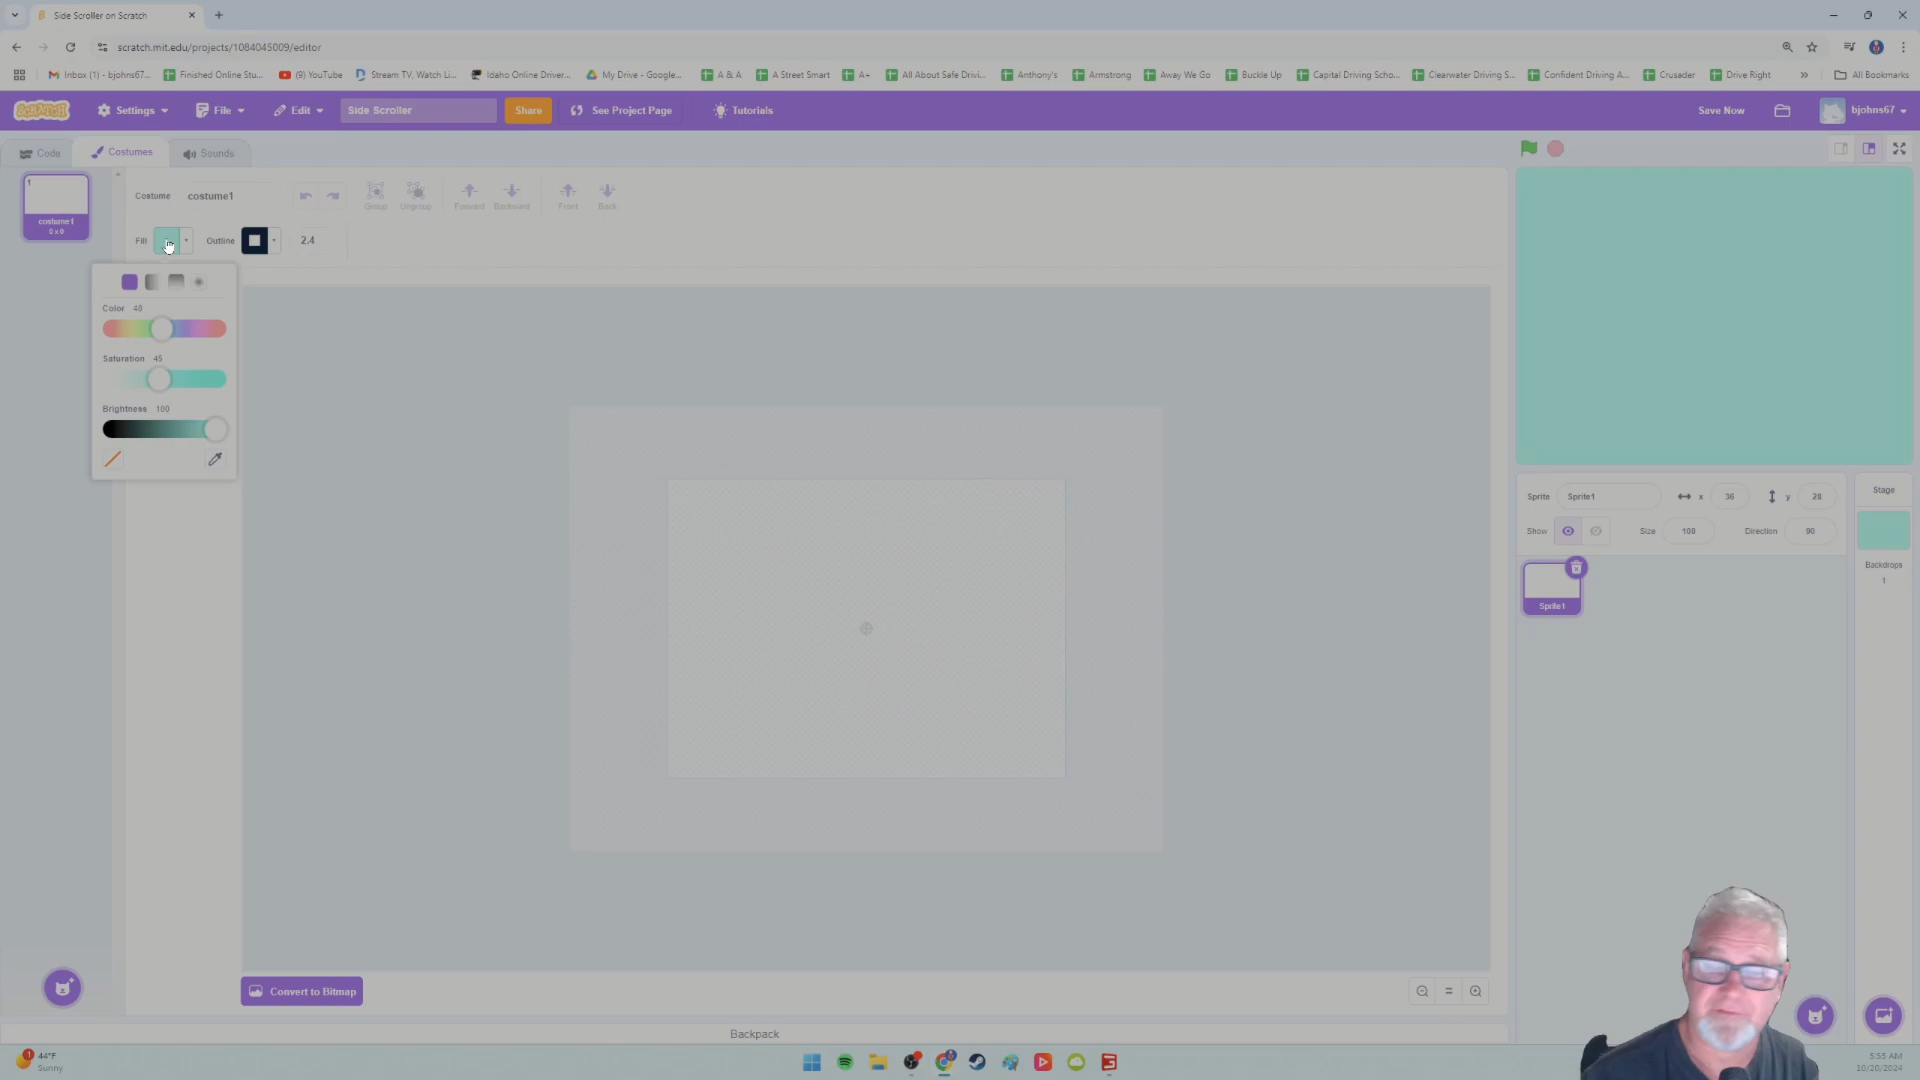 Side Scroller on Scratch
scratch.mit.edu/projects/1084045009/editor
Inbox (1) - bjohns67...
Finished Online Stu...
(9) YouTube
Stream TV, Watch Li...
Idaho Online Driver...
My Drive - Google...
A & A
A Street Smart
A+
All About Safe Drivi...
Anthony's
Armstrong
Away We Go
Buckle Up
Capital Driving Scho...
Clearwater Driving S...
Confident Driving A...
Crusader
Drive Right
»
All Bookmarks
SCRATCH
Settings
File
Edit
Side Scroller
Share
See Project Page
Tutorials
Save Now
bjohns67
Code
Costumes
Sounds
1
costume1
0 x 0
Costume
costume1
Group
Ungroup
Forward
Backward
Front
Back
Fill
Outline
2.4
Color 48
Saturation 45
Brightness 100
Sprite
Sprite1
x
36
y
28
Show
Size
100
Direction
90
Sprite1
Stage
Backdrops
1
Convert to Bitmap
Backpack
1
44°F
Sunny
5:55 AM
10/20/2024